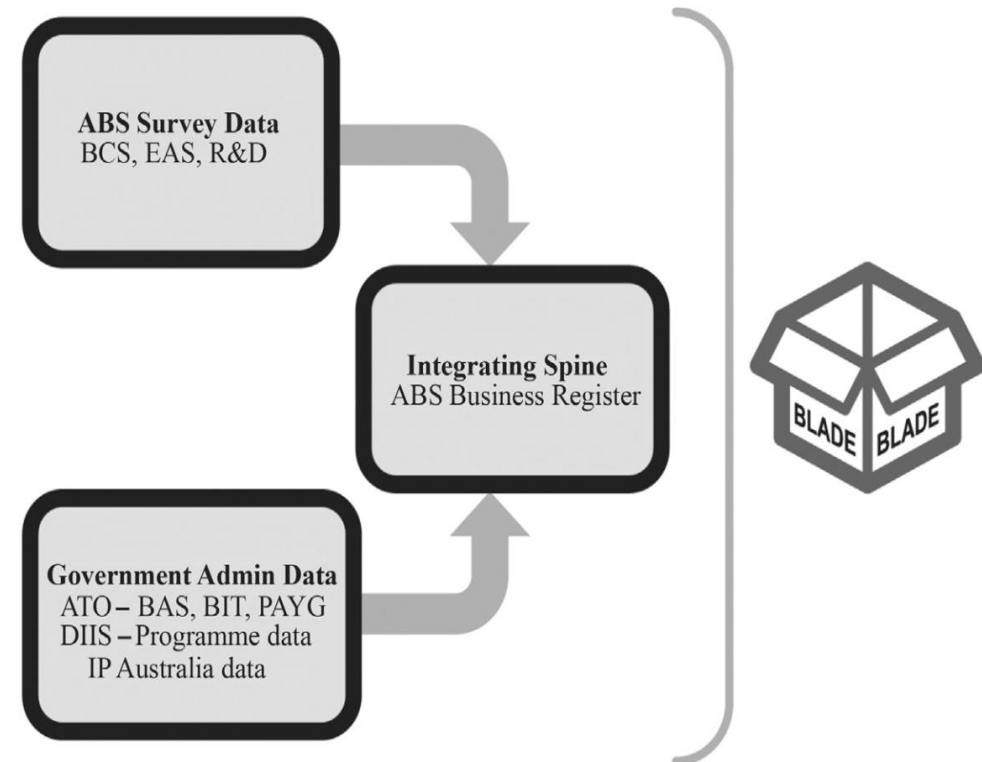 ABS Survey Data
BCS, EAS, R&D
Integrating Spine
ABS Business Register
Government Admin Data
ATO – BAS, BIT, PAYG
DIIS – Programme data
IP Australia data
BLADE BLADE